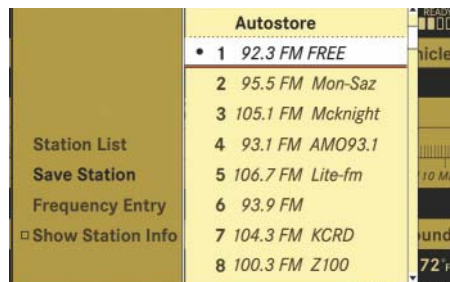 Autostore
• 1 92.3 FM FREE
2 95.5 FM Mon-Saz
3 105.1 FM Mcknight
Station List 4 93.1 FM AMO93.1
Save Station 5 106.7 FM Lite-fm
Frequency Entry 6 93.9 FM
Show Station Info 7 104.3 FM KCRD
8 100.3 FM Z100
READY
72°F